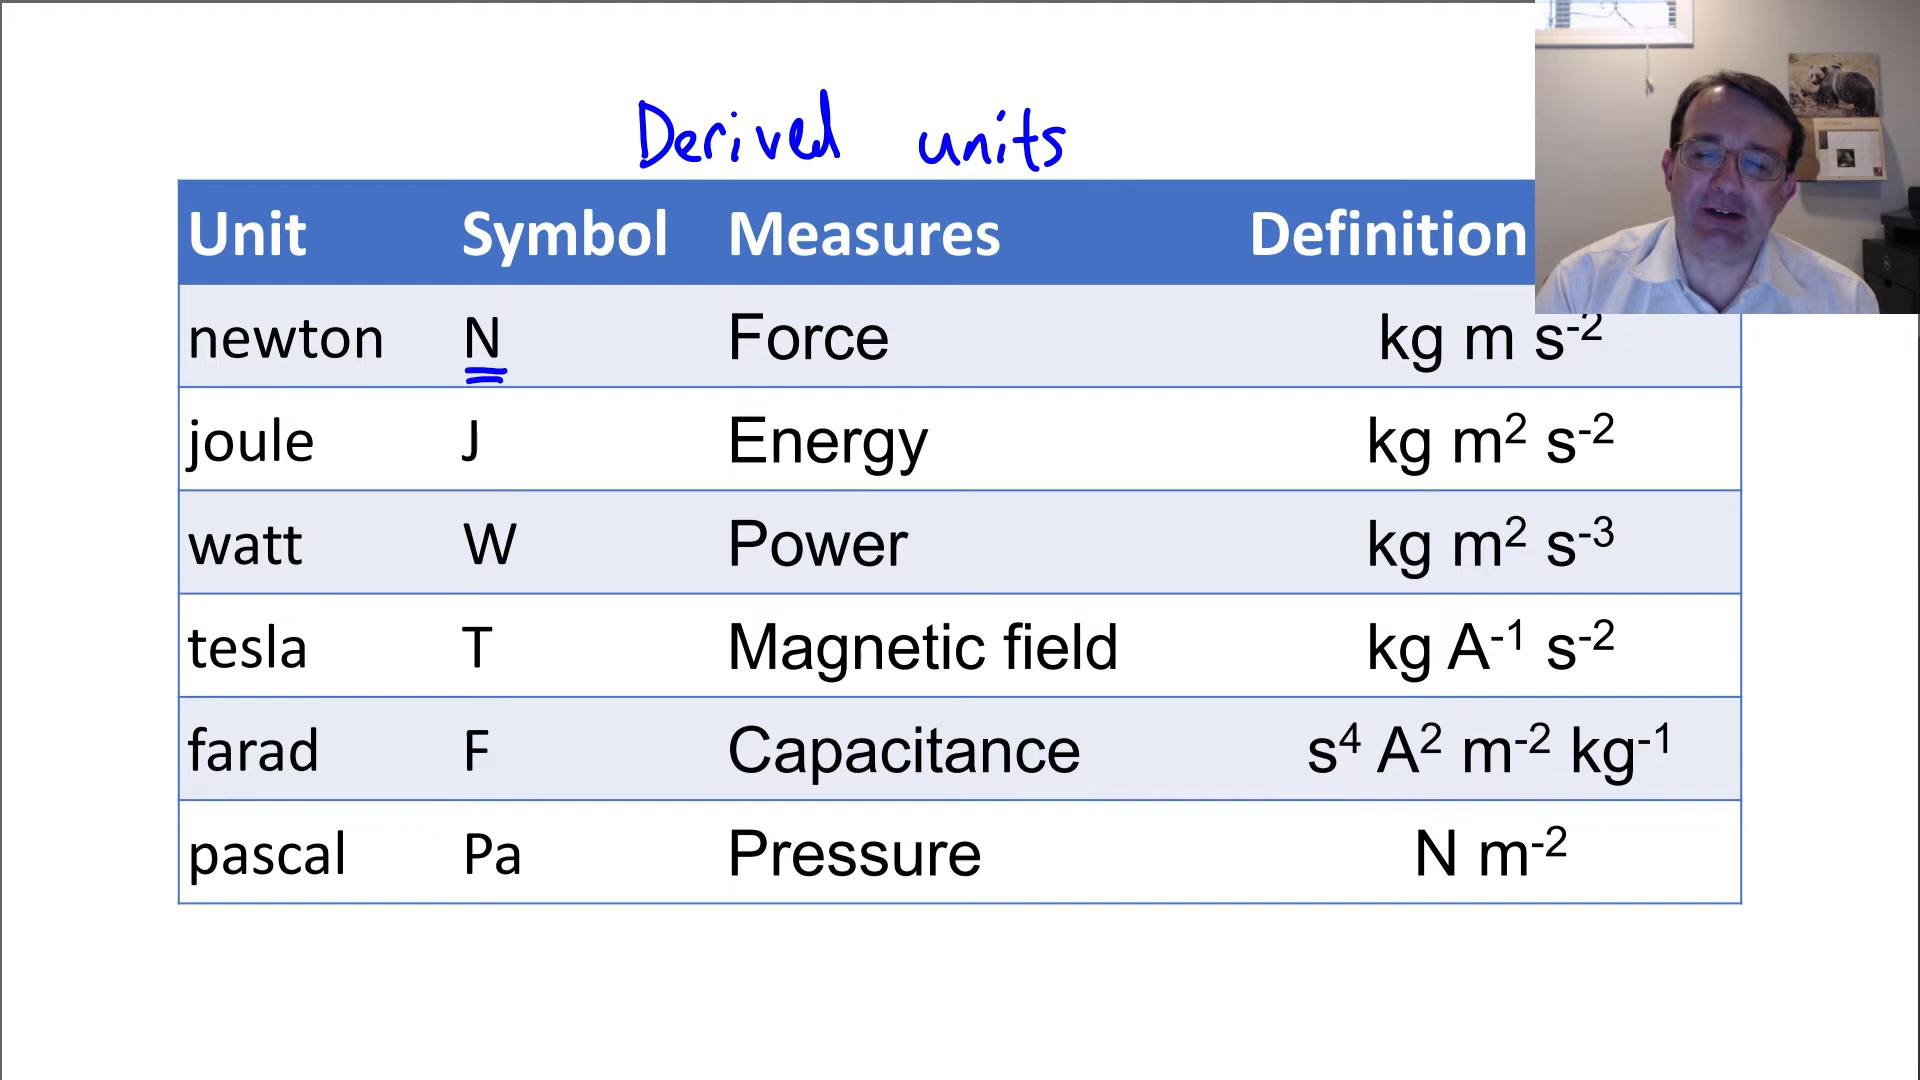 Derived units
Unit Symbol Measures Definition
newton N Force kg m s⁻²
joule J Energy kg m² s⁻²
watt W Power kg m² s⁻³
tesla T Magnetic field kg A⁻¹ s⁻²
farad F Capacitance s⁴ A² m⁻² kg⁻¹
pascal Pa Pressure N m⁻²